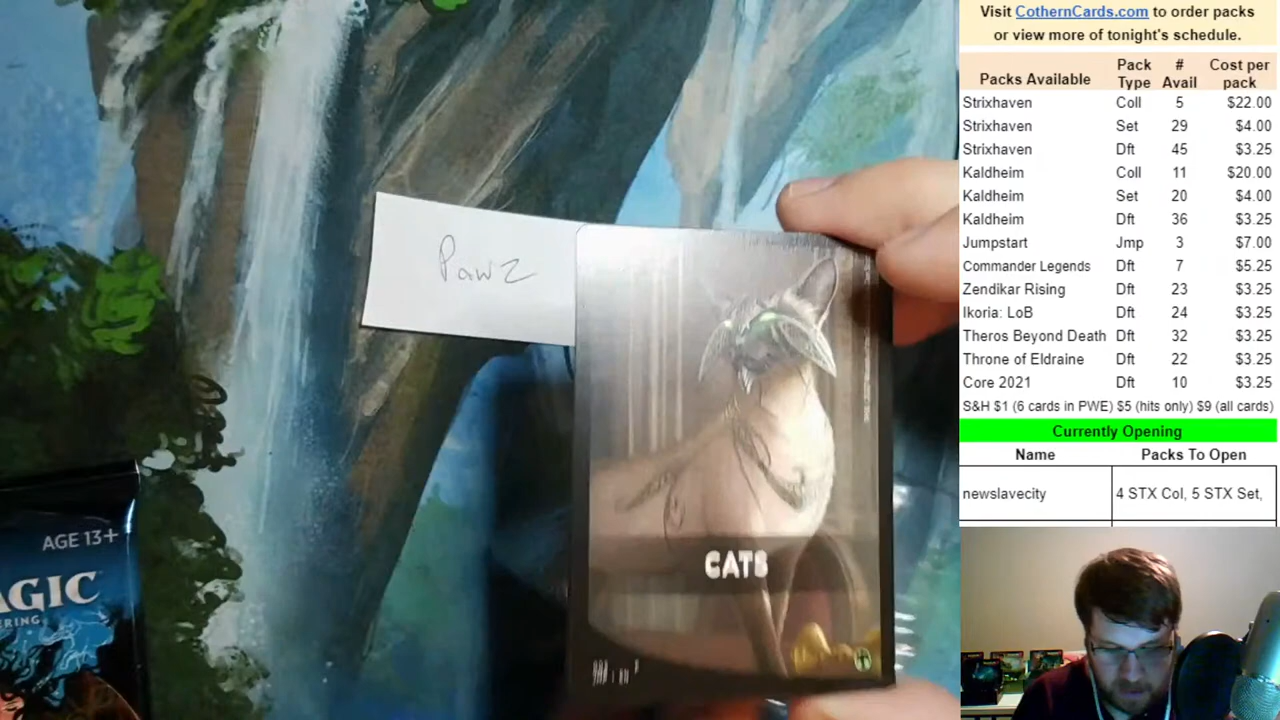 Pawz
CATS
AGE 13+
AGIC
ERING
Visit CothernCards.com to order packs
or view more of tonight's schedule.
Packs Available Pack Type # Avail Cost per pack
Strixhaven Coll 5 $22.00
Strixhaven Set 29 $4.00
Strixhaven Dft 45 $3.25
Kaldheim Coll 11 $20.00
Kaldheim Set 20 $4.00
Kaldheim Dft 36 $3.25
Jumpstart Jmp 3 $7.00
Commander Legends Dft 7 $5.25
Zendikar Rising Dft 23 $3.25
Ikoria: LoB Dft 24 $3.25
Theros Beyond Death Dft 32 $3.25
Throne of Eldraine Dft 22 $3.25
Core 2021 Dft 10 $3.25
S&H $1 (6 cards in PWE) $5 (hits only) $9 (all cards)
Currently Opening
Name Packs To Open
newslavecity 4 STX Col, 5 STX Set,